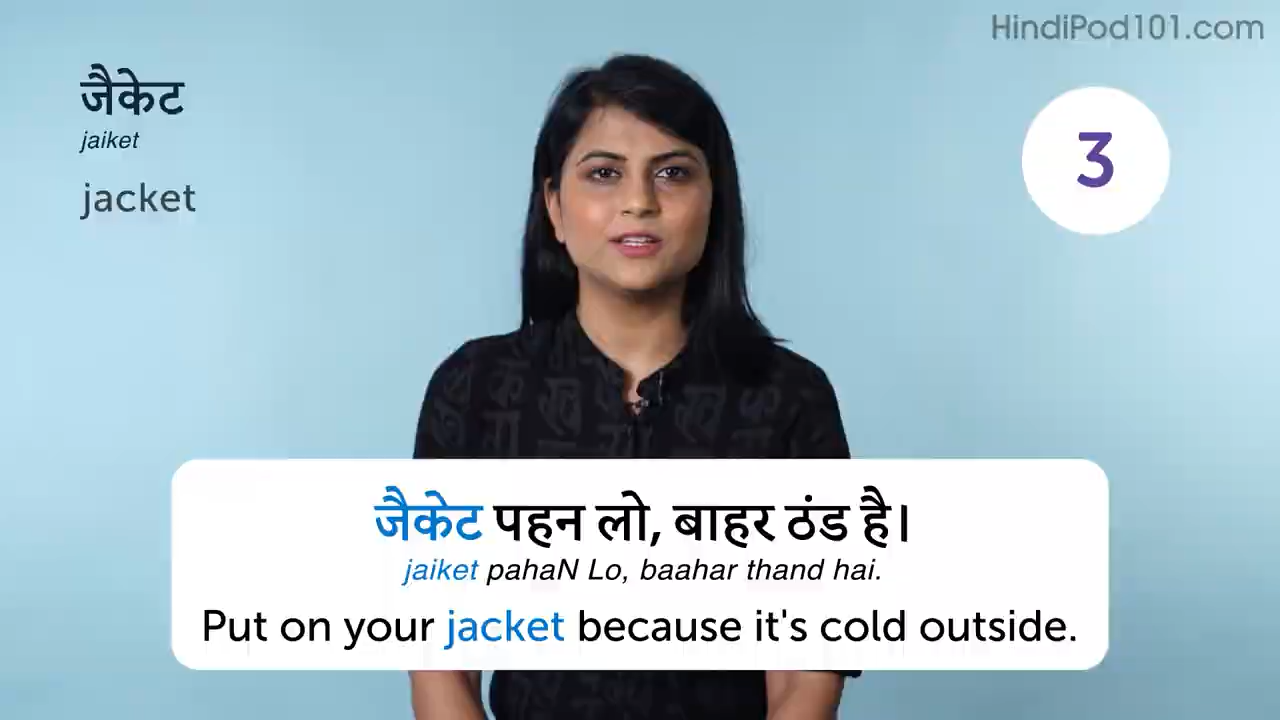 HindiPod101.com
जैकेट
jaiket
jacket
3
जैकेट पहन लो, बाहर ठंड है।
jaiket pahaN Lo, baahar thand hai.
Put on your jacket because it's cold outside.